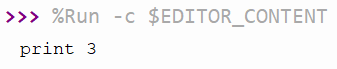 >>> %Run -c $EDITOR_CONTENT
print 3